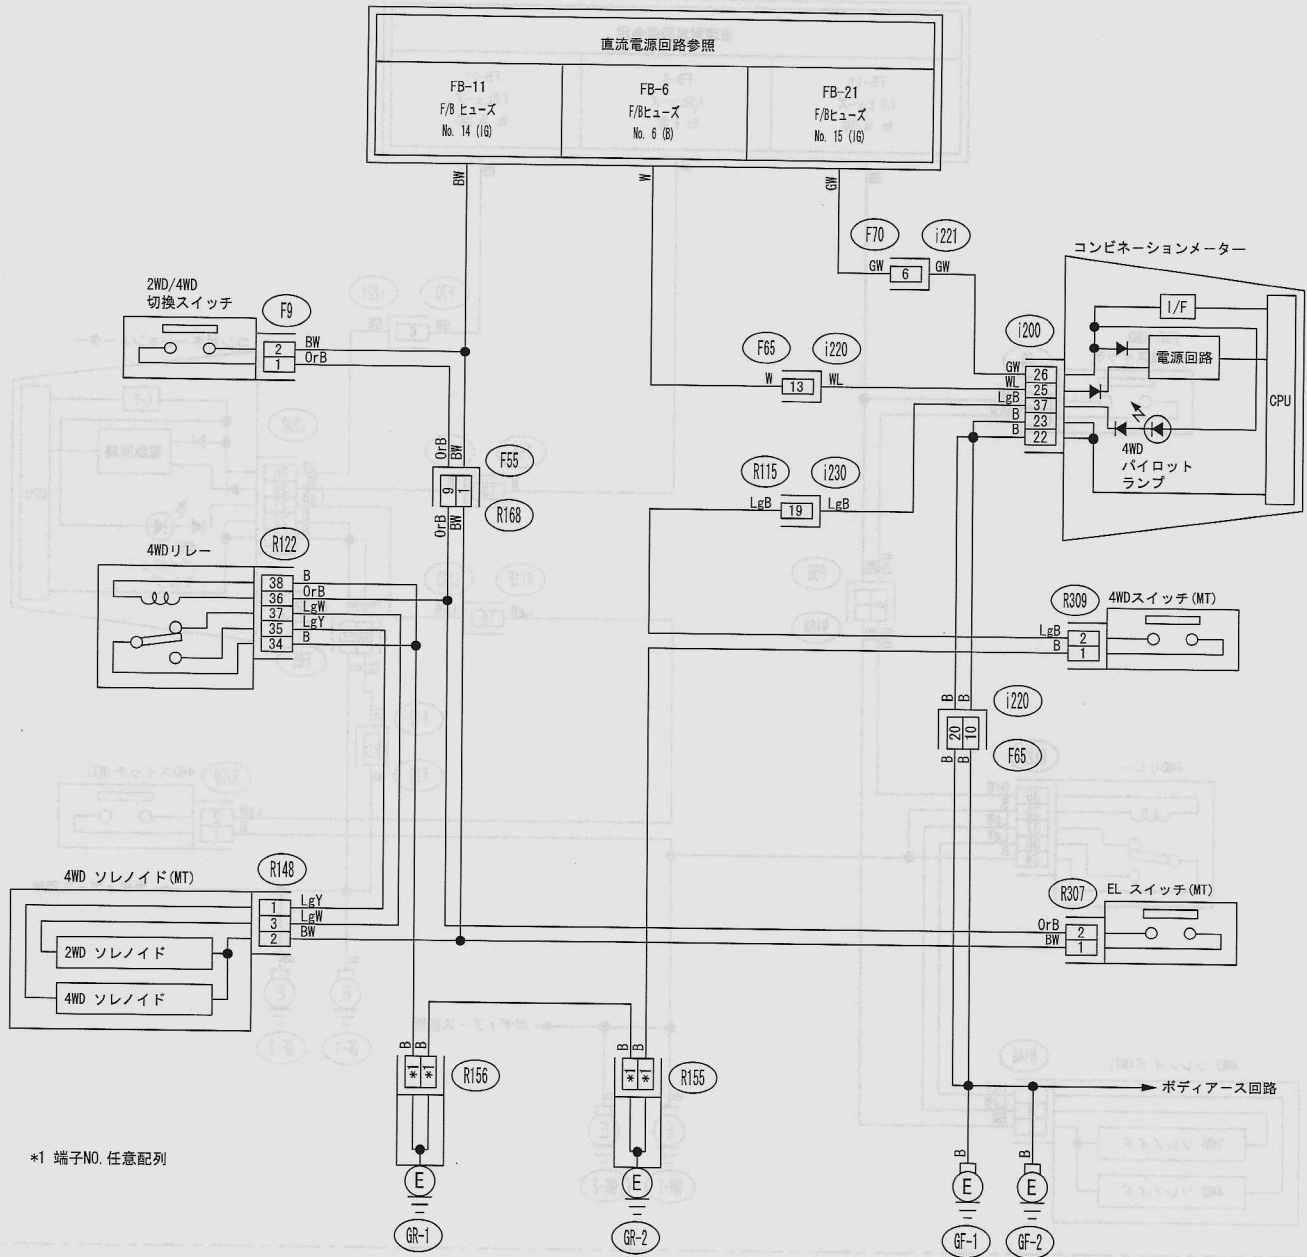 直流電源回路参照
FB-11
F/B ヒューズ
No. 14 (IG)
FB-6
F/Bヒューズ
No. 6 (B)
FB-21
F/Bヒューズ
No. 15 (IG)
BW
W
GW
F70
i221
GW
6
GW
コンビネーションメーター
I/F
電源回路
CPU
4WD
パイロット
ランプ
i200
GW
26
WL
25
LgB
37
B
23
B
22
2WD/4WD
切換スイッチ
F9
2
BW
1
OrB
F65
i220
W
13
WL
OrB
BW
F55
9
1
R168
OrB
BW
R115
i230
LgB
19
LgB
4WDリレー
R122
38
B
36
OrB
37
LgW
35
LgY
34
B
R309
4WDスイッチ(MT)
LgB
2
B
1
B
B
i220
20
10
F65
B
B
4WD ソレノイド(MT)
R148
1
LgY
3
LgW
2
BW
2WD ソレノイド
4WD ソレノイド
R307
EL スイッチ(MT)
OrB
2
BW
1
B
B
*1
*1
R156
B
B
*1
*1
R155
ボディアース回路
B
B
*1 端子NO.任意配列
E
E
E
E
GR-1
GR-2
GF-1
GF-2